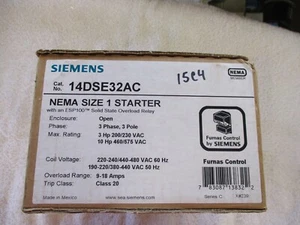 SIEMENS
1SE4
NEMA
Cat. No. 14DSE32AC
NEMA SIZE 1 STARTER
with an ESP100™ Solid State Overload Relay
Enclosure: Open
Phase: 3 Phase, 3 Pole
Max. Rating: 3 Hp 200/230 VAC
10 Hp 460/575 VAC
Furnas Control
by SIEMENS
Coil Voltage: 220-240/440-480 VAC 60 Hz
190-220/380-440 VAC 50 Hz
Overload Range: 9-18 Amps
Trip Class: Class 20
Furnas Control
Made in Mexico
www.sea.siemens.com
Series C